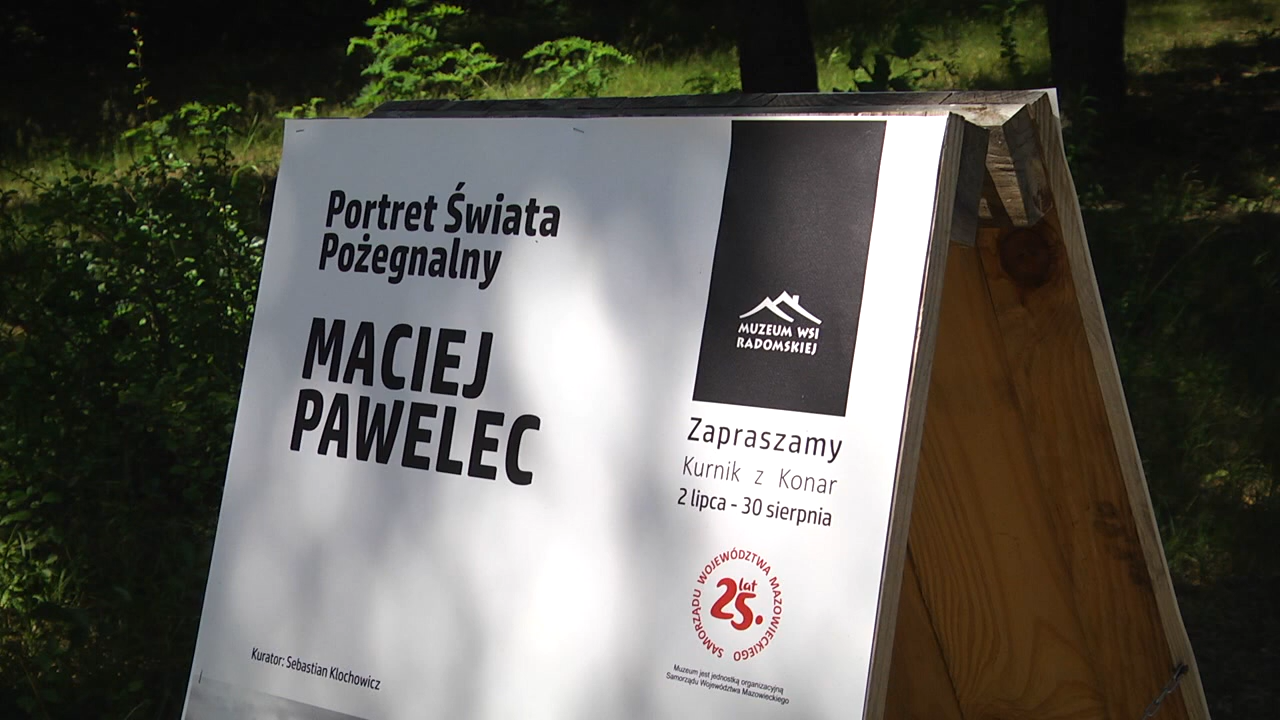 Portret Świata
Pożegnalny
MACIEJ
PAWELEC
Kurator: Sebastian Klochowicz
MUZEUM WSI
RADOMSKIEJ
Zapraszamy
Kurnik z Konar
2 lipca - 30 sierpnia
SAMORZĄDU WOJEWÓDZTWA MAZOWIECKIEGO
25. lat
Muzeum jest jednostką organizacyjną
Samorządu Województwa Mazowieckiego